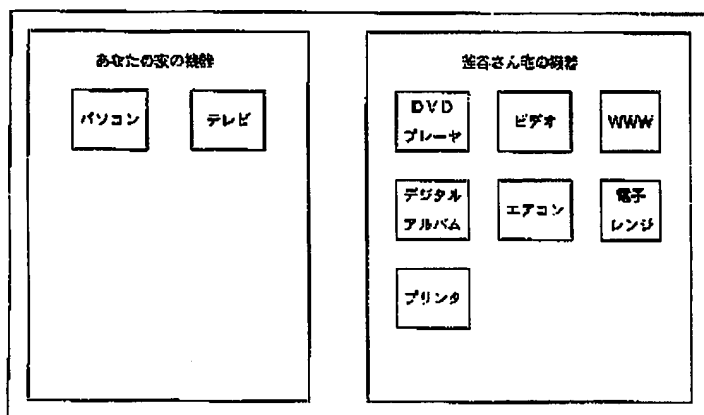 あなたの家の機器
パソコン
テレビ
さん宅の機器
DVD
プレーヤ
ビデオ
WWW
デジタル
アルバム
エアコン
電子
レンジ
プリンタ